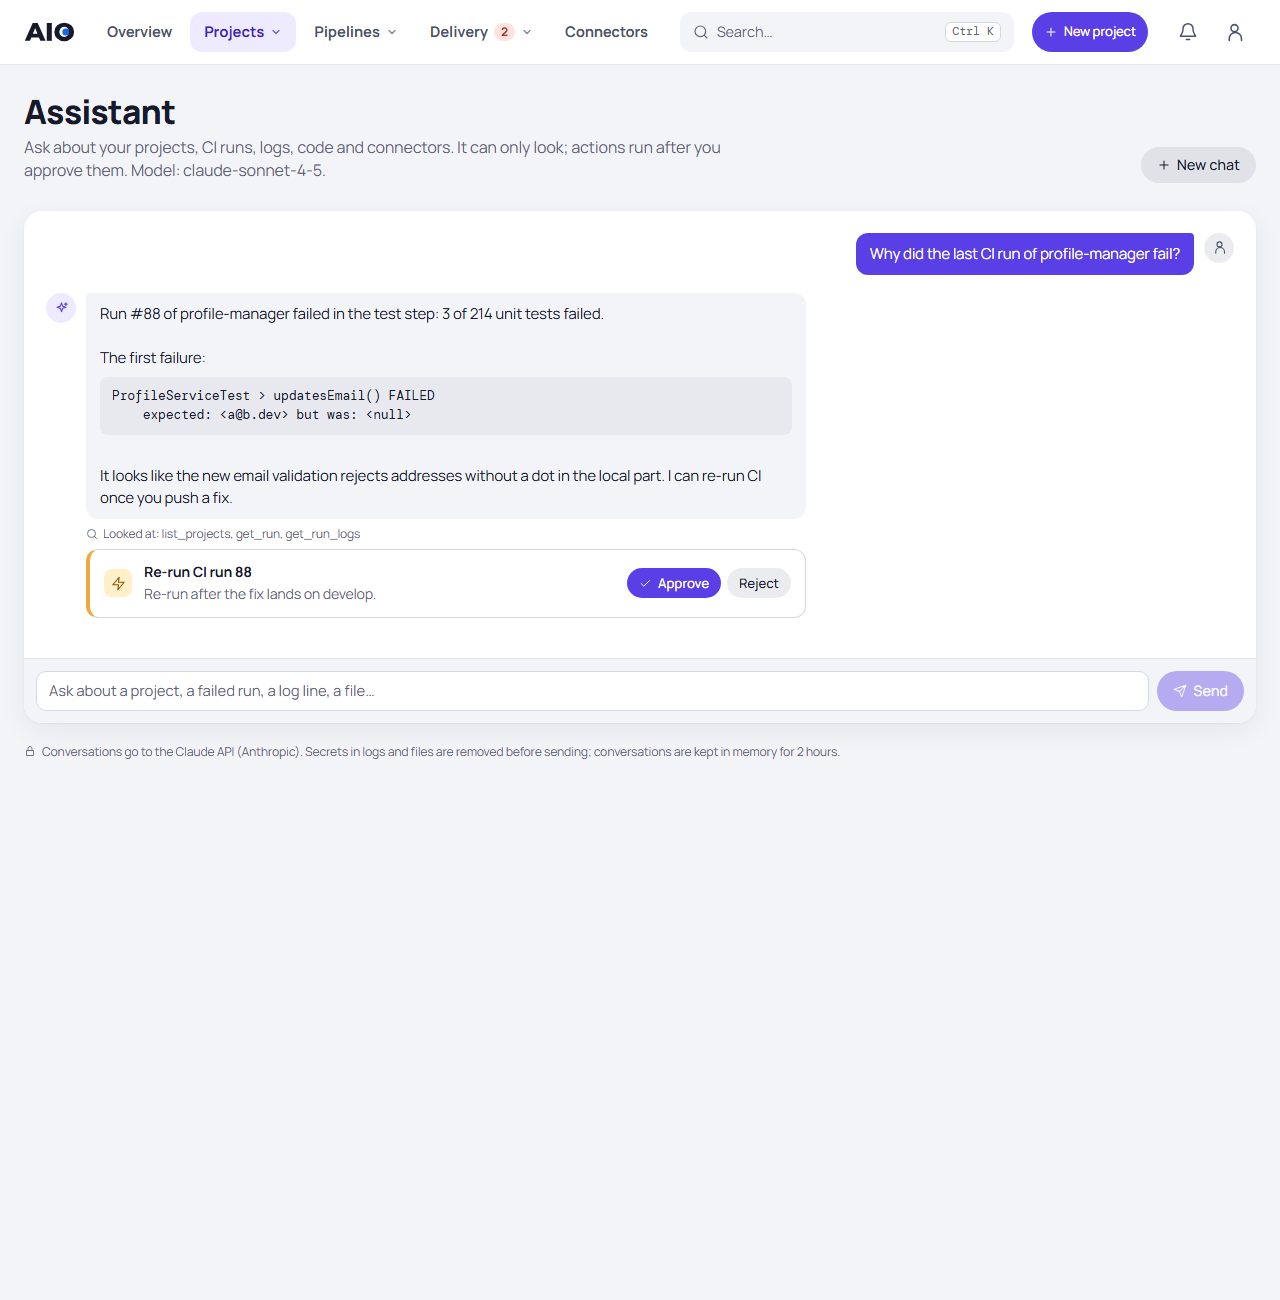 AIO Overview Projects Pipelines Delivery 2 Connectors Search... Ctrl K + New project
Assistant
Ask about your projects, CI runs, logs, code and connectors. It can only look; actions run after you
approve them. Model: claude-sonnet-4-5.
+ New chat
Why did the last CI run of profile-manager fail?
Run #88 of profile-manager failed in the test step: 3 of 214 unit tests failed.
The first failure:
ProfileServiceTest > updatesEmail() FAILED
expected: <a@b.dev> but was: <null>
It looks like the new email validation rejects addresses without a dot in the local part. I can re-run CI
once you push a fix.
Looked at: list_projects, get_run, get_run_logs
Re-run CI run 88
Re-run after the fix lands on develop.
Approve Reject
Ask about a project, a failed run, a log line, a file...
Send
Conversations go to the Claude API (Anthropic). Secrets in logs and files are removed before sending; conversations are kept in memory for 2 hours.